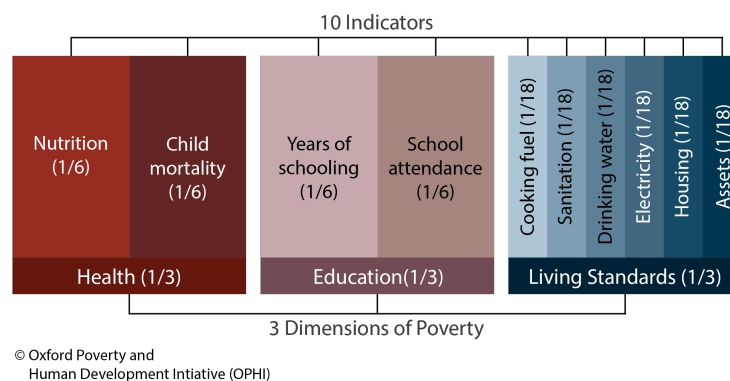 10 Indicators
Nutrition
(1/6)
Child
mortality
(1/6)
Years of
schooling
(1/6)
School
attendance
(1/6)
Cooking fuel (1/18)
Sanitation (1/18)
Drinking water (1/18)
Electricity (1/18)
Housing (1/18)
Assets (1/18)
Health (1/3)
Education(1/3)
Living Standards (1/3)
3 Dimensions of Poverty
© Oxford Poverty and
Human Development Intiative (OPHI)